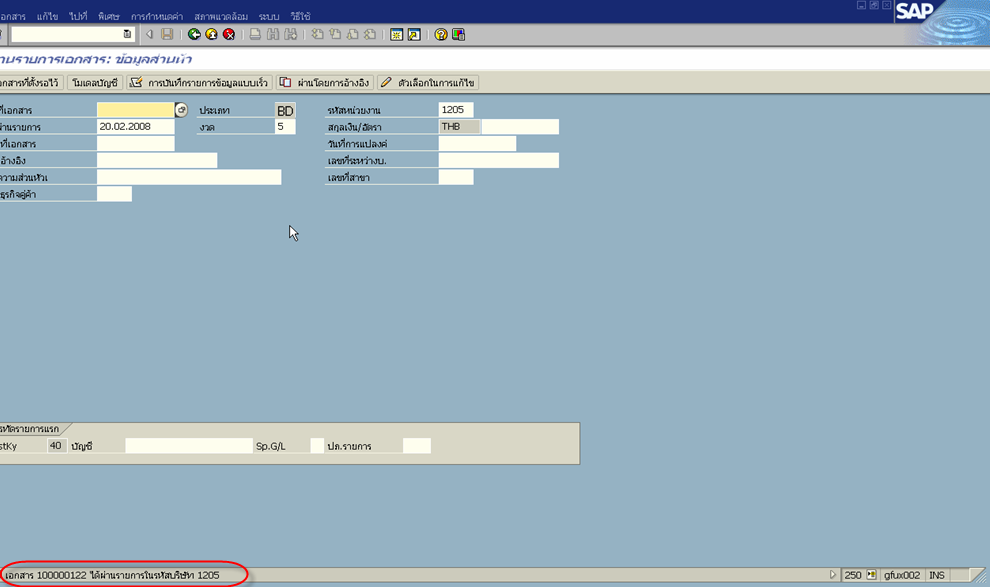 อกสาร แก้ไข ไปที่ พิเศษ การกำหนดค่า สภาพแวดล้อม ระบบ วิธีใช้
SAP
านรายการเอกสาร: ข้อมูลส่วนหัว
อกสารที่ตั้งรอไว้ โมเดลบัญชี การบันทึกรายการข้อมูลแบบเร็ว ผ่านโดยการอ้างอิง ตัวเลือกในการแก้ไข
ที่เอกสาร ประเภท BD รหัสหน่วยงาน 1205
ผ่านรายการ 20.02.2008 งวด 5 สกุลเงิน/อัตรา THB
ที่เอกสาร วันที่การแปลงค่
อ้างอิง เลขที่ระหว่างบ.
ความส่วนหัว เลขที่สาขา
ธุรกิจคู่ค้า
รหัดรายการแรก
stKy 40 บัญชี Sp.G/L ปภ.รายการ
เอกสาร 100000122 ได้ผ่านรายการในรหัสบริษัท 1205 250 gfux002 INS